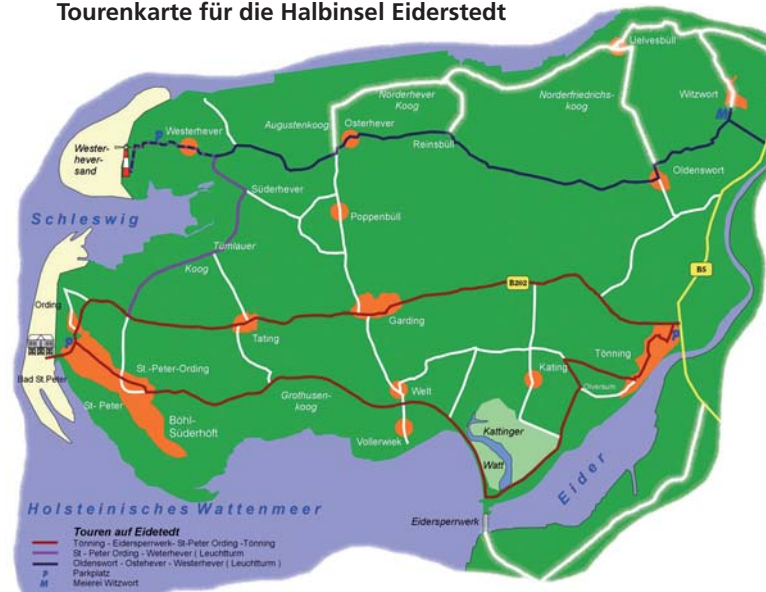 Tourenkarte für die Halbinsel Eiderstedt
Uelvesbüll
Norderhever
Koog
Norderfriedrichs-
koog
Witzwort
P
Westerhever
Augustenkoog
Osterhever
M
Wester-
hever-
sand
Reinsbüll
Oldenswort
Süderhever
Poppenbüll
Schleswig
Tümlauer
Koog
B5
B202
Ording
Garding
P
Tating
Tönning
P
St.-Peter-Ording
Kating
Bad St.Peter
Olversum
St- Peter
Grothusen-
koog
Welt
Böhl-
Süderhöft
Kattinger
Watt
Vollerwiek
Eider
Holsteinisches Wattenmeer
Eidersperrwerk
Touren auf Eidetedt
Tönning - Eidersperrwerk- St-Peter Ording -Tönning
St - Peter Ording - Weterhever ( Leuchtturm
Oldenswort - Ostehever - Westerhever ( Leuchtturm )
P Parkplatz
M Meierei Witzwort